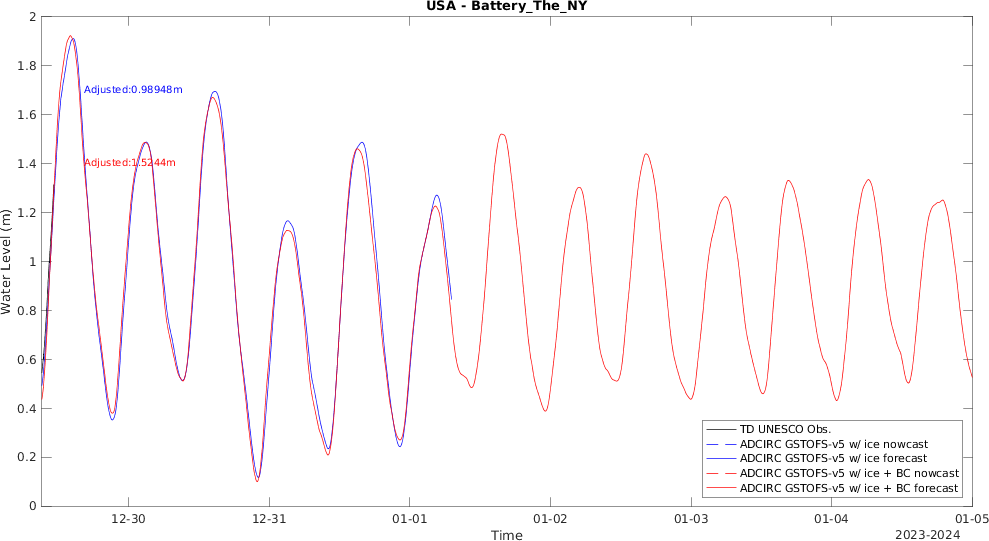 USA - Battery_The_NY
2
1.8
1.6
1.4
1.2
1
0.8
0.6
0.4
0.2
0
Water Level (m)
Adjusted:0.98948m
Adjusted:1.5244m
TD UNESCO Obs.
ADCIRC GSTOFS-v5 w/ ice nowcast
ADCIRC GSTOFS-v5 w/ ice forecast
ADCIRC GSTOFS-v5 w/ ice + BC nowcast
ADCIRC GSTOFS-v5 w/ ice + BC forecast
12-30 12-31 01-01 01-02 01-03 01-04 01-05
Time
2023-2024